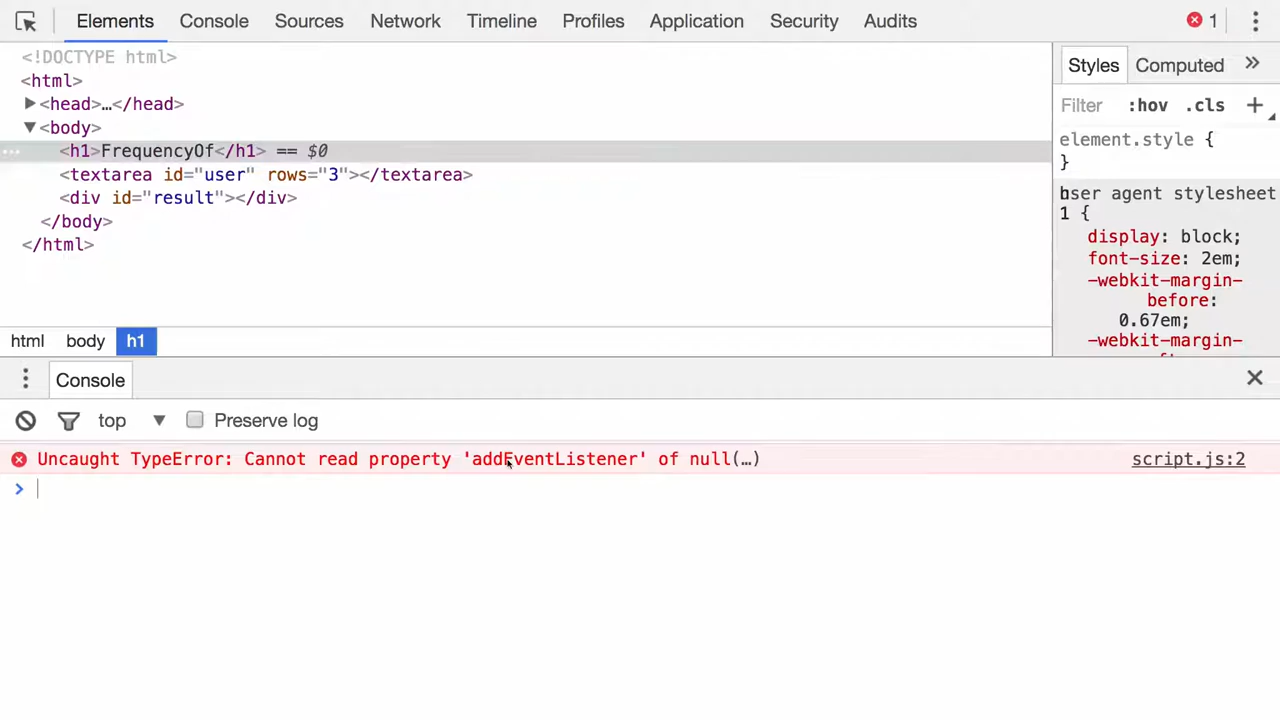 Elements Console Sources Network Timeline Profiles Application Security Audits 1
<!DOCTYPE html>
<html>
<head>…</head>
<body>
<h1>FrequencyOf</h1> == $0
<textarea id="user" rows="3"></textarea>
<div id="result"></div>
</body>
</html>
html body h1
Styles Computed »
Filter :hov .cls +
element.style {
}
user agent stylesheet
1 {
display: block;
font-size: 2em;
-webkit-margin-
before:
0.67em;
-webkit-margin-
Console
top Preserve log
Uncaught TypeError: Cannot read property 'addEventListener' of null(…) script.js:2
>